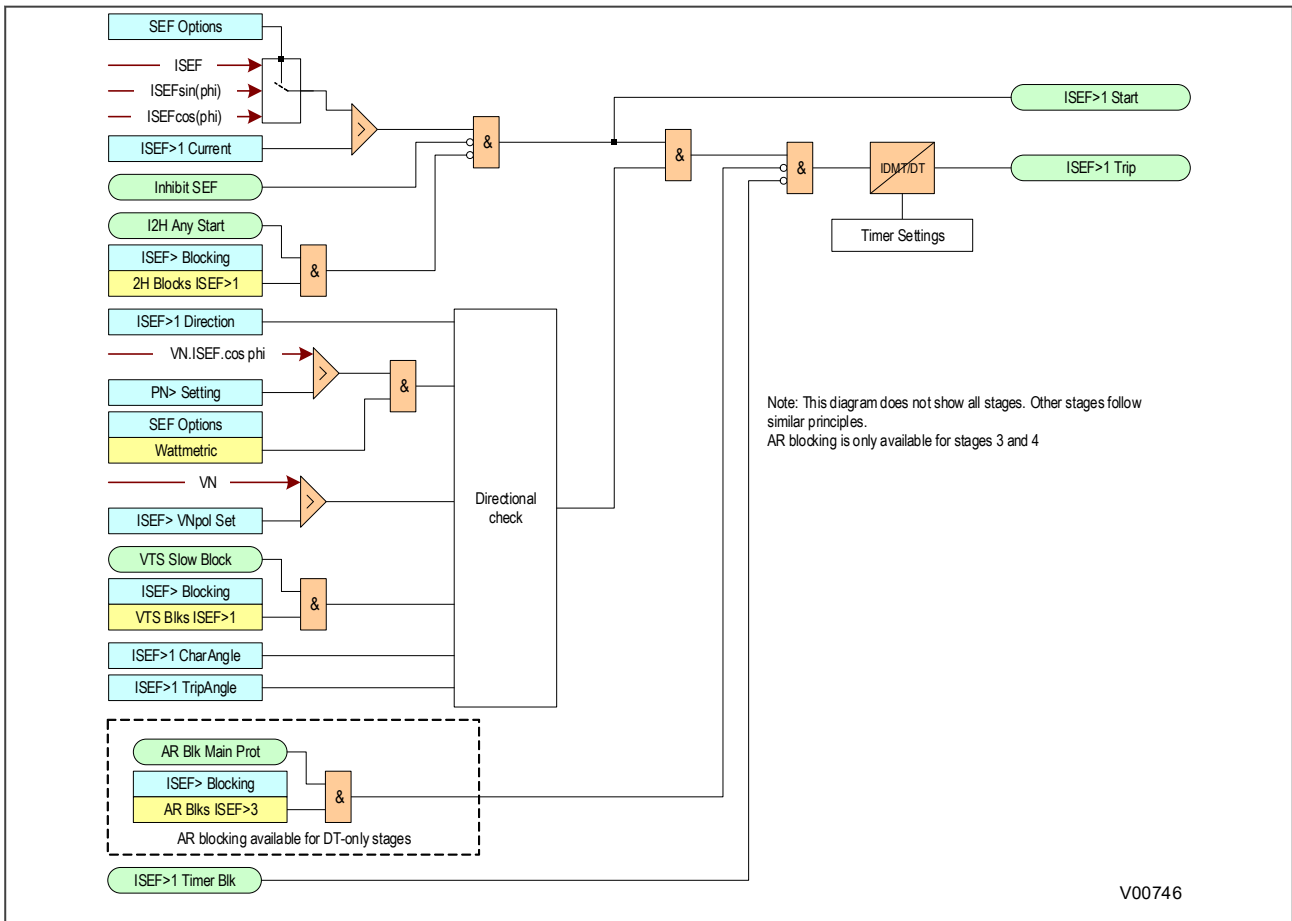 SEF Options
ISEF
ISEFsin(phi)
ISEFcos(phi)
>
ISEF>1 Current
Inhibit SEF
I2H Any Start
ISEF> Blocking
2H Blocks ISEF>1
&
&
&
&
ISEF>1 Start
IDMT/DT
ISEF>1 Trip
Timer Settings
ISEF>1 Direction
VN.ISEF.cos phi
>
PN> Setting
&
SEF Options
Wattmetric
VN
>
ISEF> VNpol Set
VTS Slow Block
ISEF> Blocking
VTS Blks ISEF>1
&
ISEF>1 CharAngle
ISEF>1 TripAngle
Directional
check
Note: This diagram does not show all stages. Other stages follow
similar principles.
AR blocking is only available for stages 3 and 4
AR Blk Main Prot
ISEF> Blocking
AR Blks ISEF>3
&
AR blocking available for DT-only stages
ISEF>1 Timer Blk
V00746